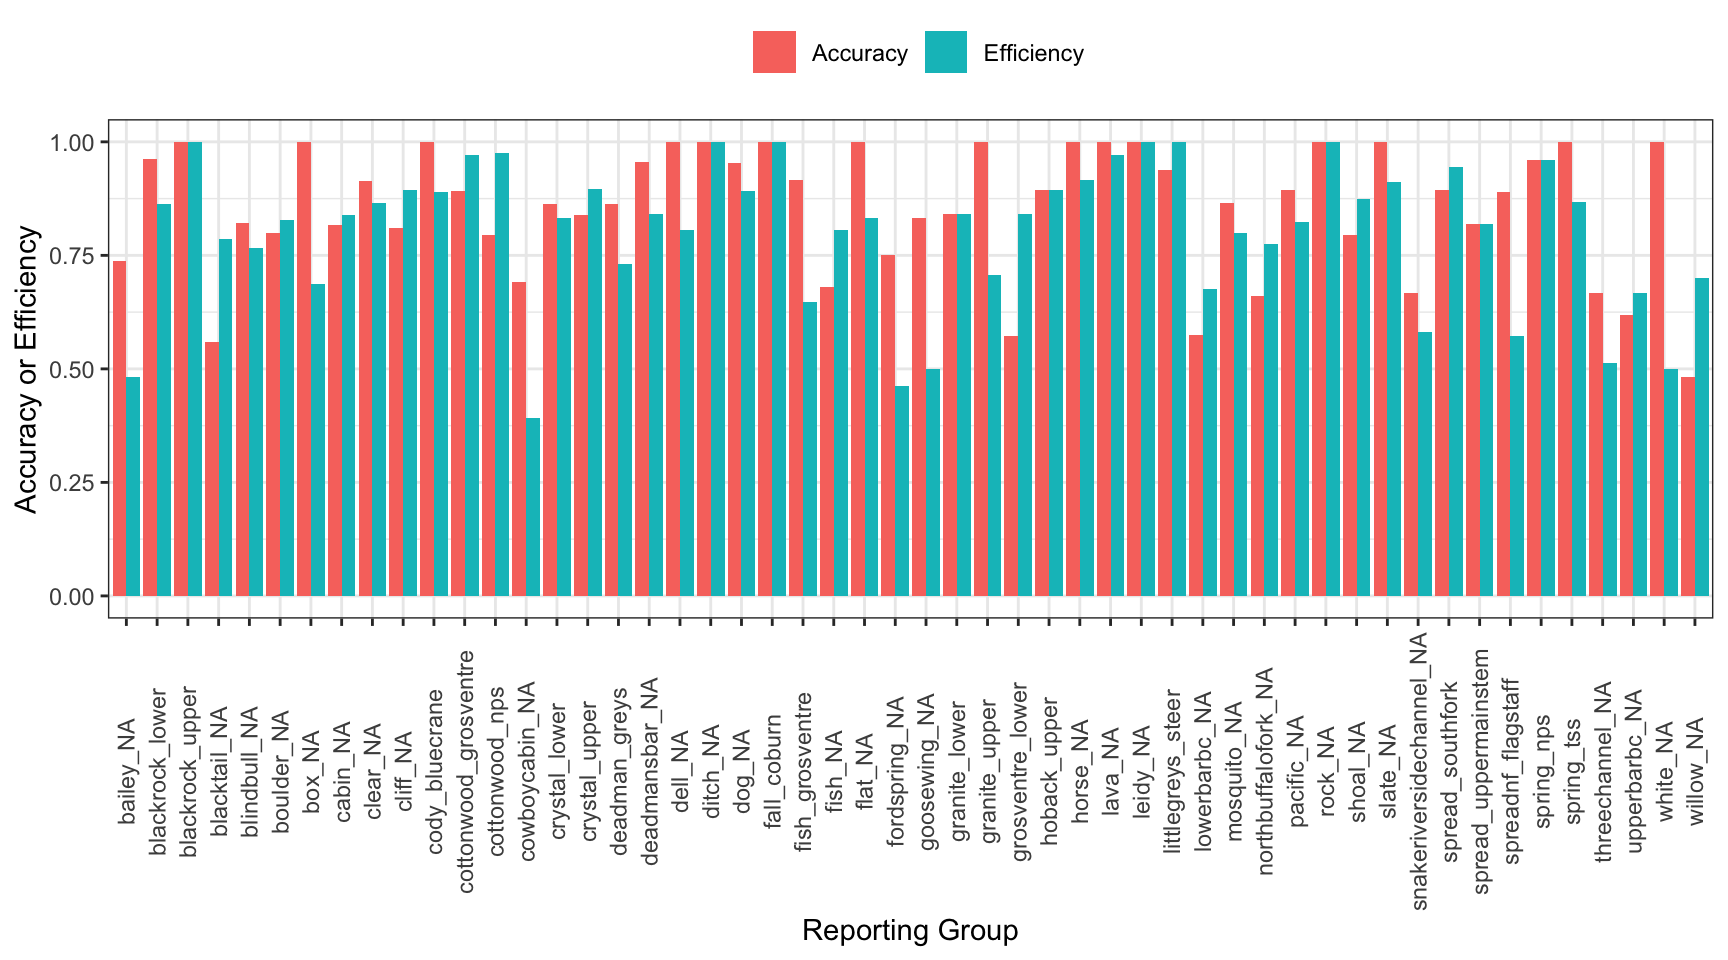 Accuracy
Efficiency
Accuracy or Efficiency
1.00
0.75
0.50
0.25
0.00
bailey_NA
blackrock_lower
blackrock_upper
blacktail_NA
blindbull_NA
boulder_NA
box_NA
cabin_NA
clear_NA
cliff_NA
cody_bluecrane
cottonwood_grosventre
cottonwood_nps
cowboycabin_NA
crystal_lower
crystal_upper
deadman_greys
deadmansbar_NA
dell_NA
ditch_NA
dog_NA
fall_coburn
fish_grosventre
fish_NA
flat_NA
fordspring_NA
goosewing_NA
granite_lower
granite_upper
grosventre_lower
hoback_upper
horse_NA
lava_NA
leidy_NA
littlegreys_steer
lowerbarbc_NA
mosquito_NA
northbuffalofork_NA
pacific_NA
rock_NA
shoal_NA
slate_NA
snakeriversidechannel_NA
spread_southfork
spread_uppermainstem
spreadnf_flagstaff
spring_nps
spring_tss
threechannel_NA
upperbarbc_NA
white_NA
willow_NA
Reporting Group